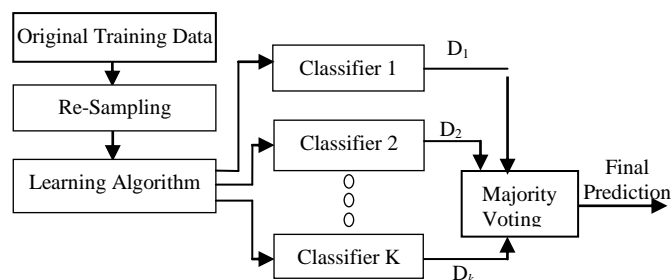 Original Training Data
Re-Sampling
Learning Algorithm
Classifier 1
D1
Classifier 2
D2
Classifier K
Dk
Majority
Voting
Final
Prediction